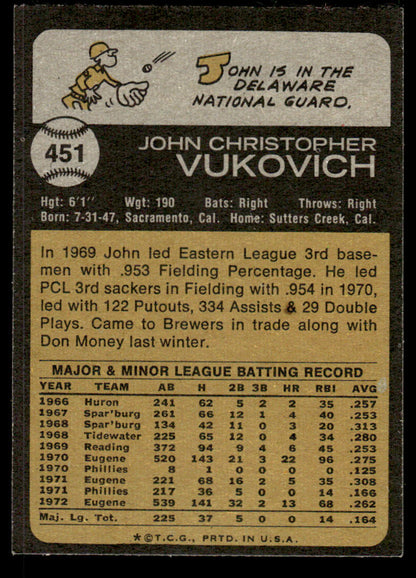 JOHN IS IN THE
DELAWARE
NATIONAL GUARD.
451
JOHN CHRISTOPHER
VUKOVICH
Hgt: 6'1" Wgt: 190 Bats: Right Throws: Right
Born: 7-31-47, Sacramento, Cal. Home: Sutters Creek, Cal.
In 1969 John led Eastern League 3rd base-
men with .953 Fielding Percentage. He led
PCL 3rd sackers in Fielding with .954 in 1970,
led with 122 Putouts, 334 Assists & 29 Double
Plays. Came to Brewers in trade along with
Don Money last winter.
MAJOR & MINOR LEAGUE BATTING RECORD
YEAR TEAM AB H 2B 3B HR RBI AVG
1966 Huron 241 62 5 2 2 35 .257
1967 Spar'burg 261 66 12 1 4 40 .253
1968 Spar'burg 134 42 11 0 3 20 .313
1968 Tidewater 225 65 12 0 4 34 .280
1969 Reading 372 94 9 4 6 45 .253
1970 Eugene 520 143 21 3 22 96 .275
1970 Phillies 8 1 0 0 0 0 .125
1971 Eugene 221 68 16 2 5 35 .308
1971 Phillies 217 36 5 0 0 14 .166
1972 Eugene 539 141 32 2 13 68 .262
Maj. Lg. Tot. 225 37 5 0 0 14 .164
*©T.C.G., PRTD. IN U.S.A.